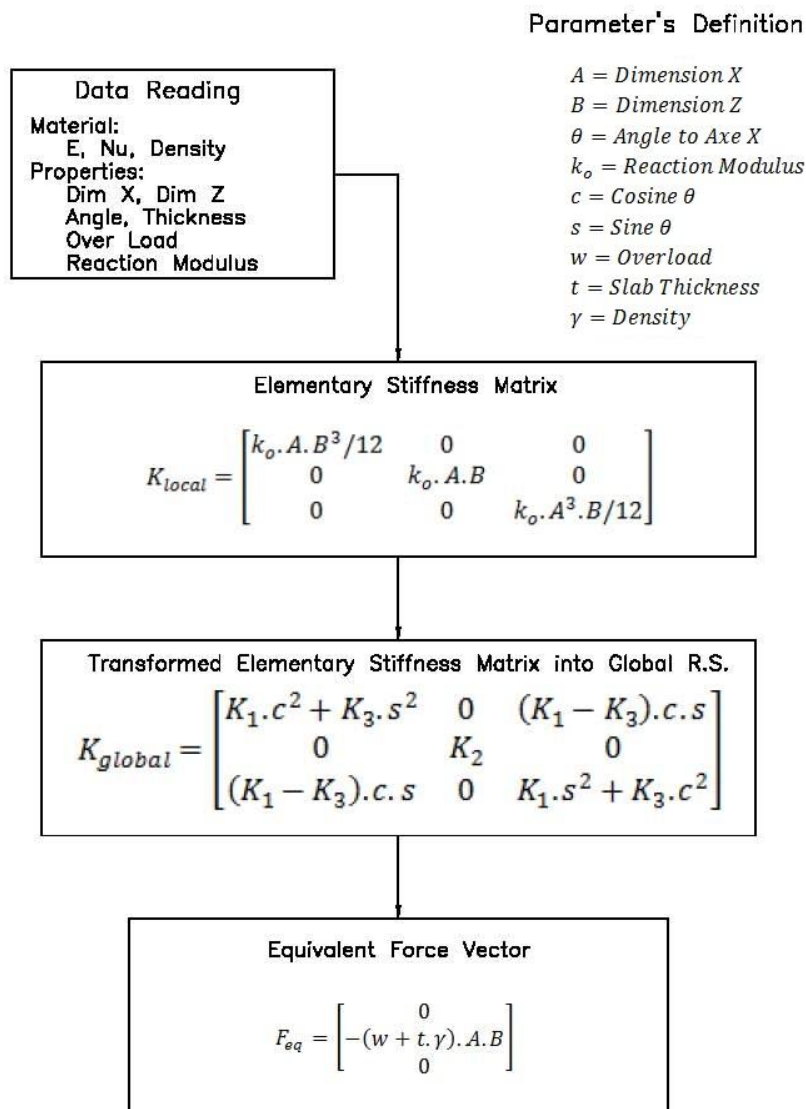 Parameter's Definition
A = Dimension X
B = Dimension Z
θ = Angle to Axe X
k_o = Reaction Modulus
c = Cosine θ
s = Sine θ
w = Overload
t = Slab Thickness
γ = Density
Data Reading
Material:
E, Nu, Density
Properties:
Dim X, Dim Z
Angle, Thickness
Over Load
Reaction Modulus
Elementary Stiffness Matrix
K_local = [k_o.A.B^3/12 0 0
0 k_o.A.B 0
0 0 k_o.A^3.B/12]
Transformed Elementary Stiffness Matrix into Global R.S.
K_global = [K_1.c^2 + K_3.s^2 0 (K_1 − K_3).c.s
0 K_2 0
(K_1 − K_3).c.s 0 K_1.s^2 + K_3.c^2]
Equivalent Force Vector
F_eq = [0
−(w + t.γ).A.B
0]